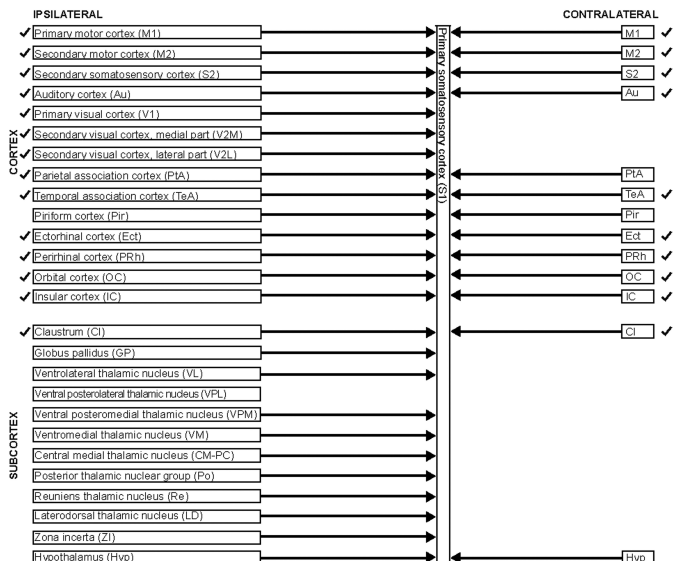 IPSILATERAL CONTRALATERAL
Primary motor cortex (M1) M1
Secondary motor cortex (M2) M2
Secondary somatosensory cortex (S2) S2
Auditory cortex (Au) Au
Primary visual cortex (V1)
Secondary visual cortex, medial part (V2M)
Secondary visual cortex, lateral part (V2L)
Parietal association cortex (PtA) PtA
Temporal association cortex (TeA) TeA
Piriform cortex (Pir) Pir
Ectorhinal cortex (Ect) Ect
Perirhinal cortex (PRh) PRh
Orbital cortex (OC) OC
Insular cortex (IC) IC
CORTEX
Primary somatosensory cortex (S1)
Claustrum (Cl) Cl
Globus pallidus (GP)
Ventrolateral thalamic nucleus (VL)
Ventral posterolateral thalamic nucleus (VPL)
Ventral posteromedial thalamic nucleus (VPM)
Ventromedial thalamic nucleus (VM)
Central medial thalamic nucleus (CM-PC)
Posterior thalamic nuclear group (Po)
Reuniens thalamic nucleus (Re)
Laterodorsal thalamic nucleus (LD)
Zona incerta (ZI)
Hypothalamus (Hyp) Hyp
SUBCORTEX